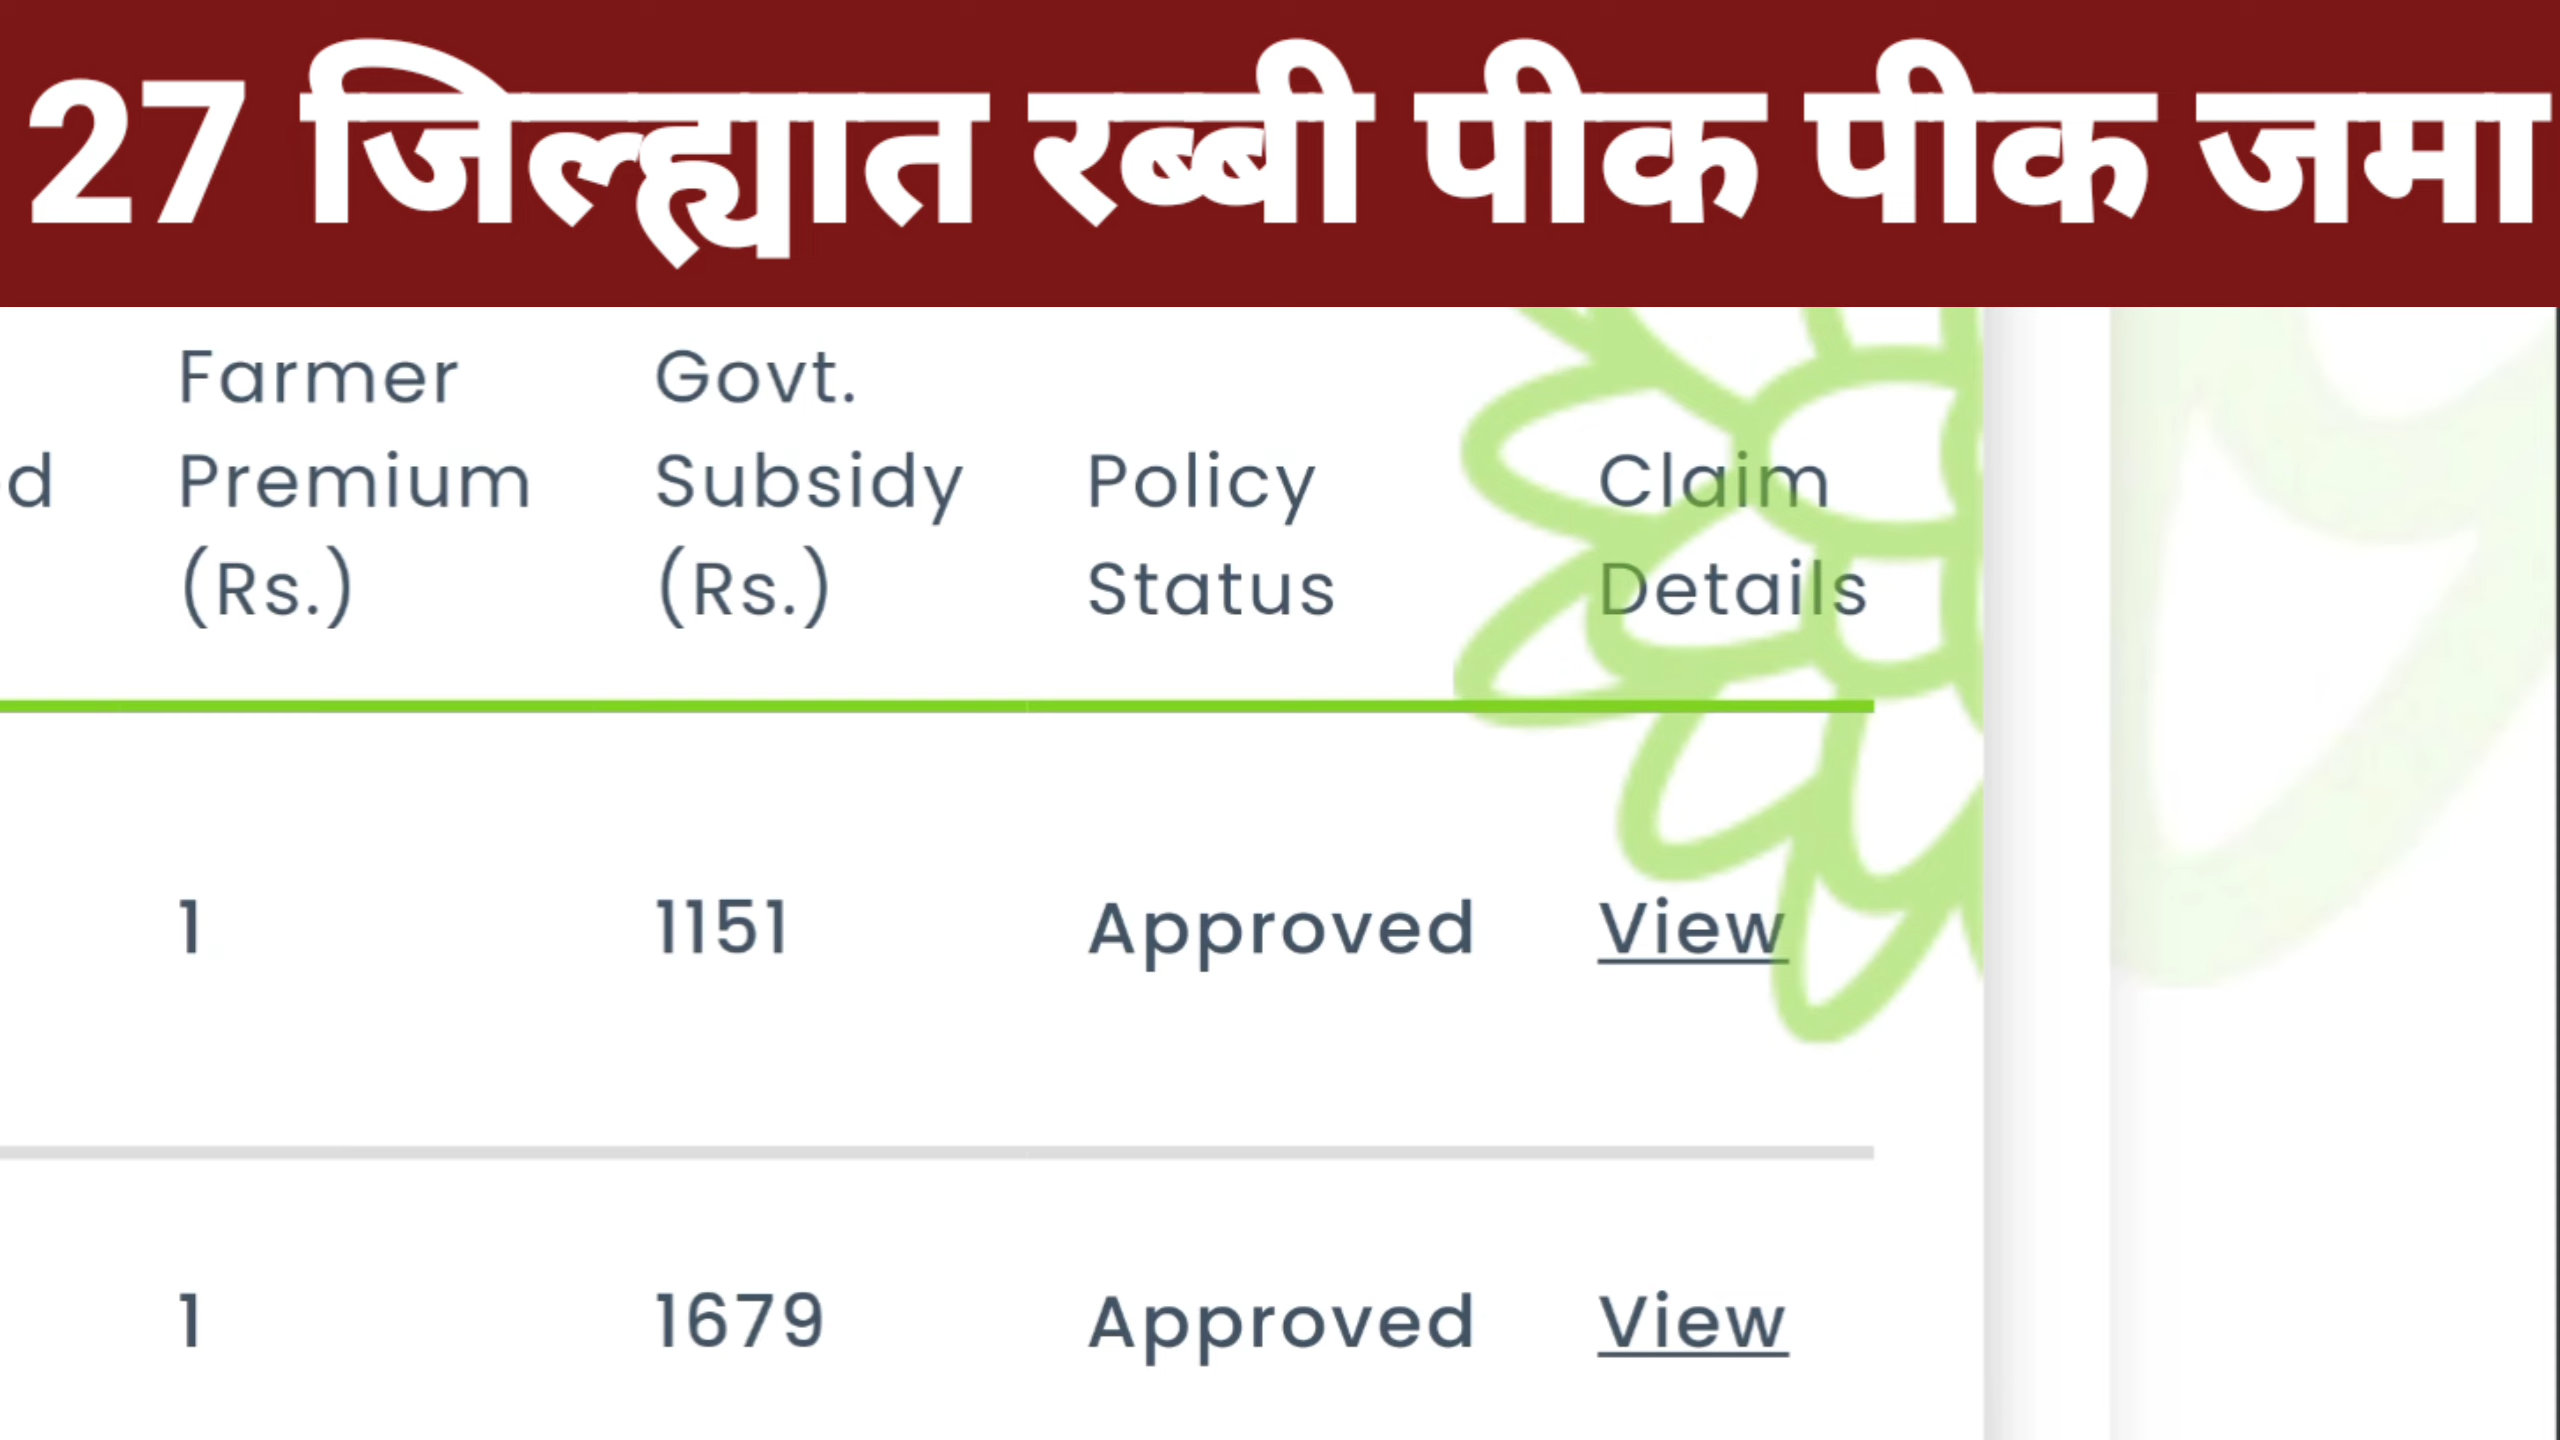 27 जिल्ह्यात रब्बी पीक पीक जमा
Farmer Premium (Rs.) Govt. Subsidy (Rs.) Policy Status Claim Details
1 1151 Approved View
1 1679 Approved View